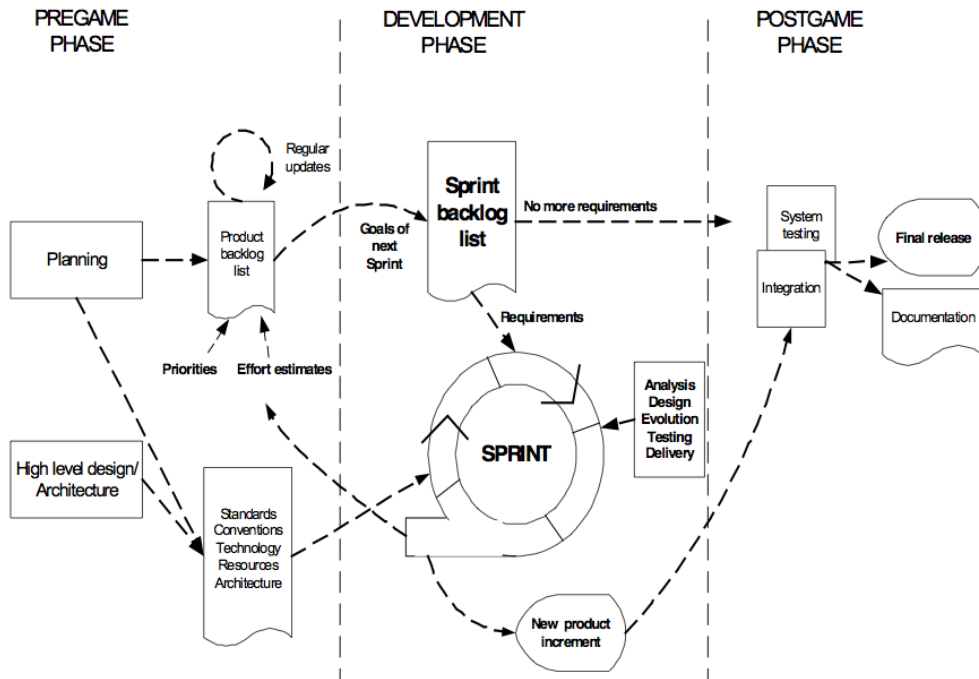 PREGAME
PHASE
DEVELOPMENT
PHASE
POSTGAME
PHASE
Regular
updates
Planning
Product
backlog
list
Goals of
next
Sprint
Sprint
backlog
list
No more requirements
System
testing
Integration
Final release
Documentation
Priorities
Effort estimates
Requirements
High level design/
Architecture
Standards
Conventions
Technology
Resources
Architecture
SPRINT
Analysis
Design
Evolution
Testing
Delivery
New product
increment